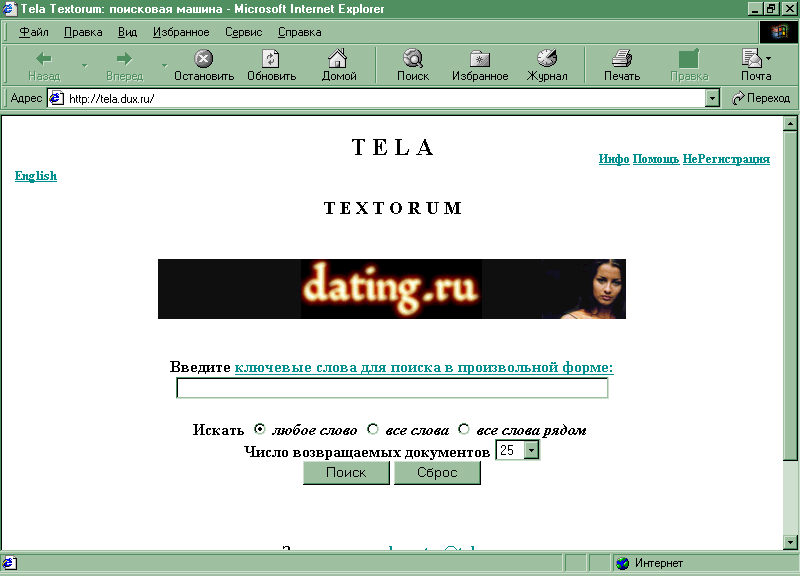 Tela Textorum: поисковая машина - Microsoft Internet Explorer
Файл Правка Вид Избранное Сервис Справка
Назад Вперед Остановить Обновить Домой Поиск Избранное Журнал Печать Правка Почта
Адрес http://tela.dux.ru/ Переход
T E L A
Инфо Помощь НеРегистрация
English
T E X T O R U M
dating.ru
Введите ключевые слова для поиска в произвольной форме:
Искать любое слово все слова все слова рядом
Число возвращаемых документов 25
Поиск Сброс
Интернет